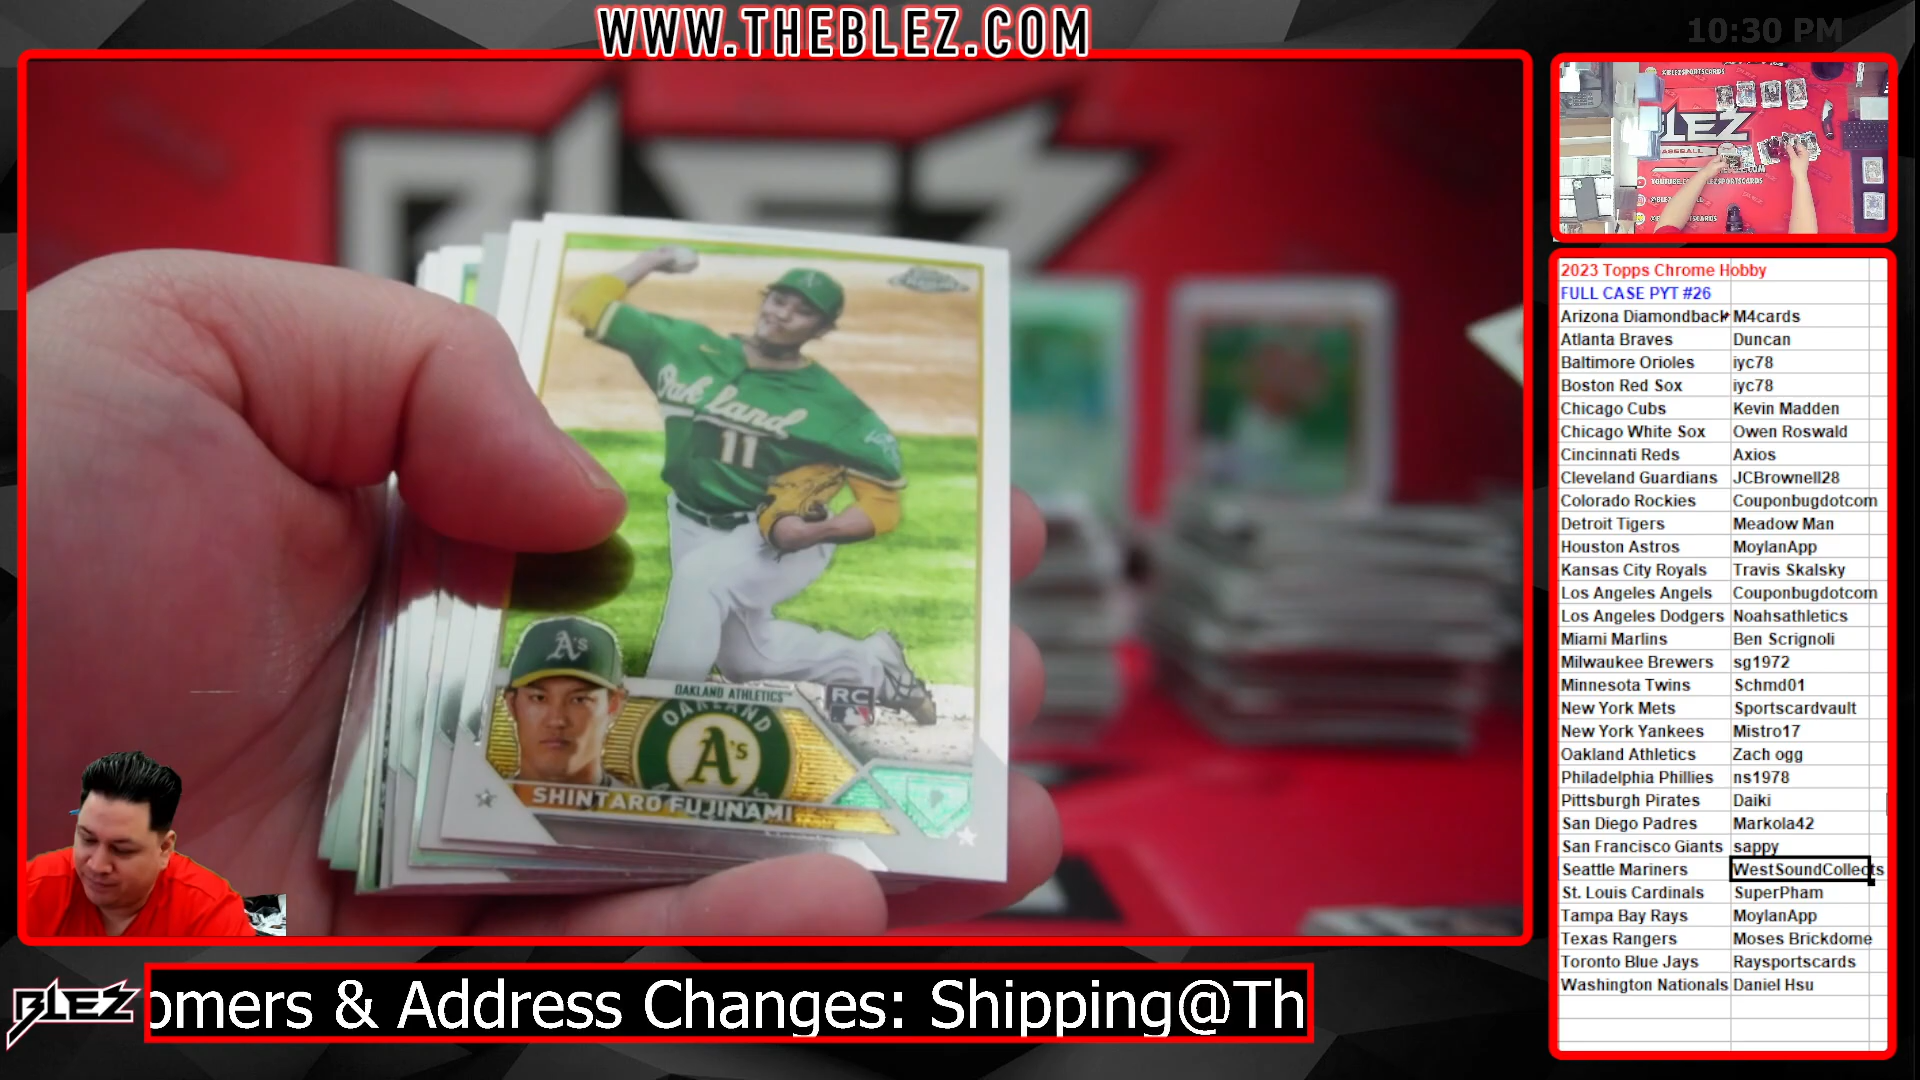 WWW.THEBLEZ.COM
10:30 PM
BLEZ
Oakland
11
A's
OAKLAND ATHLETICS
RC
OAKLAND
A's
SHINTARO FUJINAMI
BLEZ
BASEBALL
2023 Topps Chrome Hobby
FULL CASE PYT #26
Arizona Diamondback M4cards
Atlanta Braves Duncan
Baltimore Orioles iyc78
Boston Red Sox iyc78
Chicago Cubs Kevin Madden
Chicago White Sox Owen Roswald
Cincinnati Reds Axios
Cleveland Guardians JCBrownell28
Colorado Rockies Couponbugdotcom
Detroit Tigers Meadow Man
Houston Astros MoylanApp
Kansas City Royals Travis Skalsky
Los Angeles Angels Couponbugdotcom
Los Angeles Dodgers Noahsathletics
Miami Marlins Ben Scrignoli
Milwaukee Brewers sg1972
Minnesota Twins Schmd01
New York Mets Sportscardvault
New York Yankees Mistro17
Oakland Athletics Zach ogg
Philadelphia Phillies ns1978
Pittsburgh Pirates Daiki
San Diego Padres Markola42
San Francisco Giants sappy
Seattle Mariners WestSoundCollects
St. Louis Cardinals SuperPham
Tampa Bay Rays MoylanApp
Texas Rangers Moses Brickdome
Toronto Blue Jays Raysportscards
Washington Nationals Daniel Hsu
BLEZ
omers & Address Changes: Shipping@Th